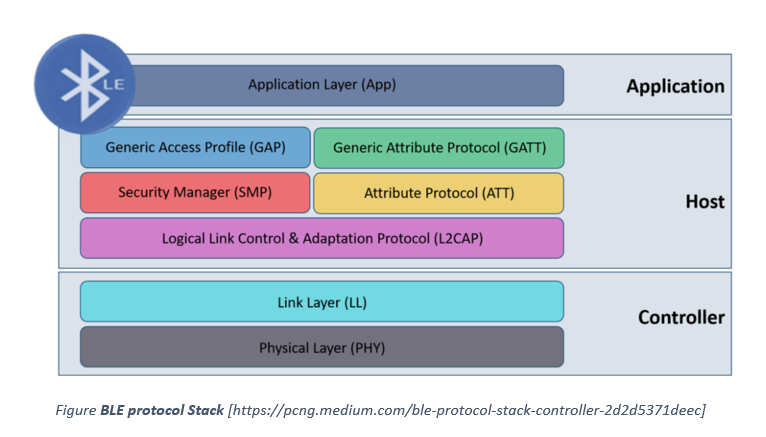 LE
Application Layer (App)
Application
Generic Access Profile (GAP)
Generic Attribute Protocol (GATT)
Security Manager (SMP)
Attribute Protocol (ATT)
Host
Logical Link Control & Adaptation Protocol (L2CAP)
Link Layer (LL)
Controller
Physical Layer (PHY)
Figure BLE protocol Stack [https://pcng.medium.com/ble-protocol-stack-controller-2d2d5371deec]